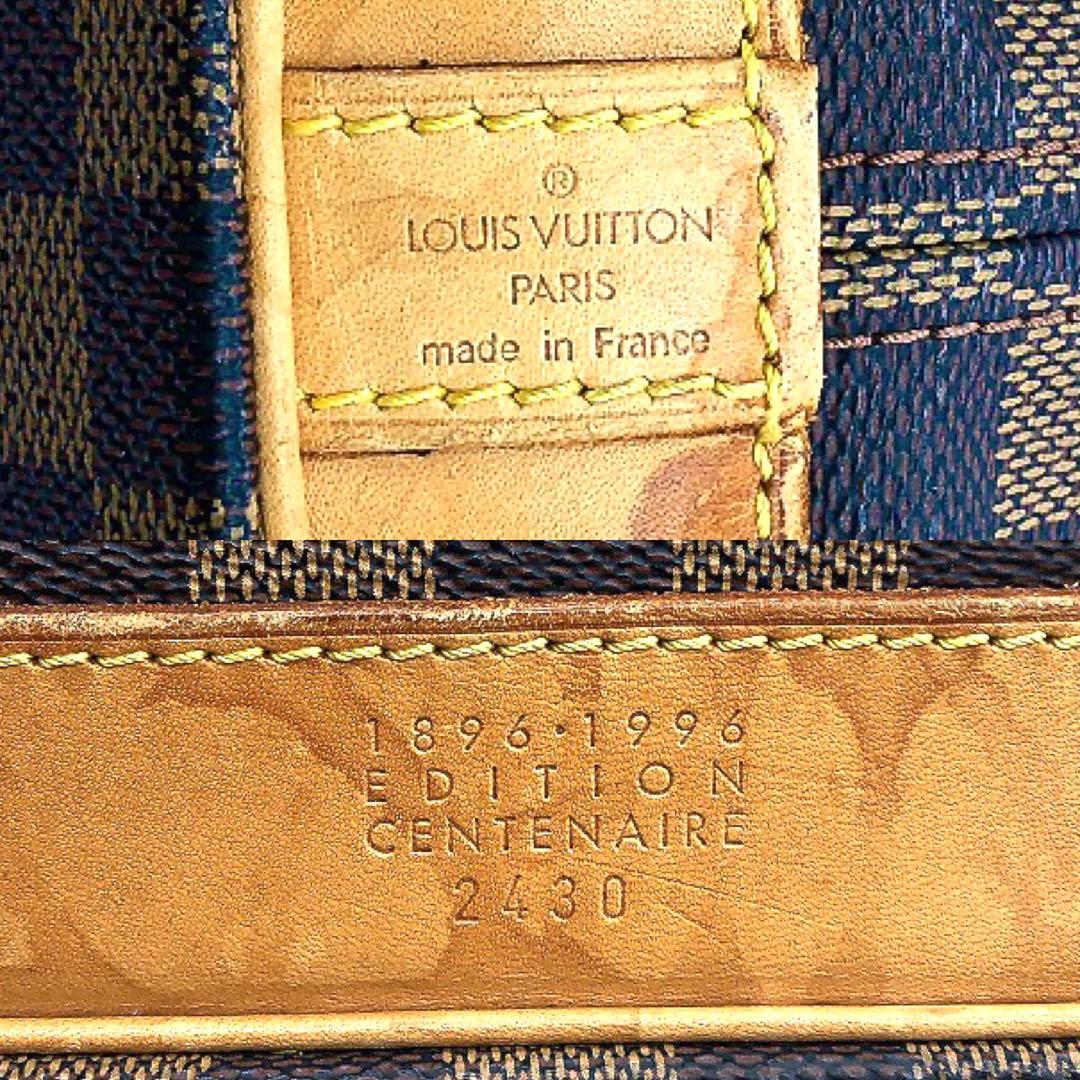 ®
LOUIS VUITTON
PARIS
made in France
1896·1996
EDITION
CENTENAIRE
2430